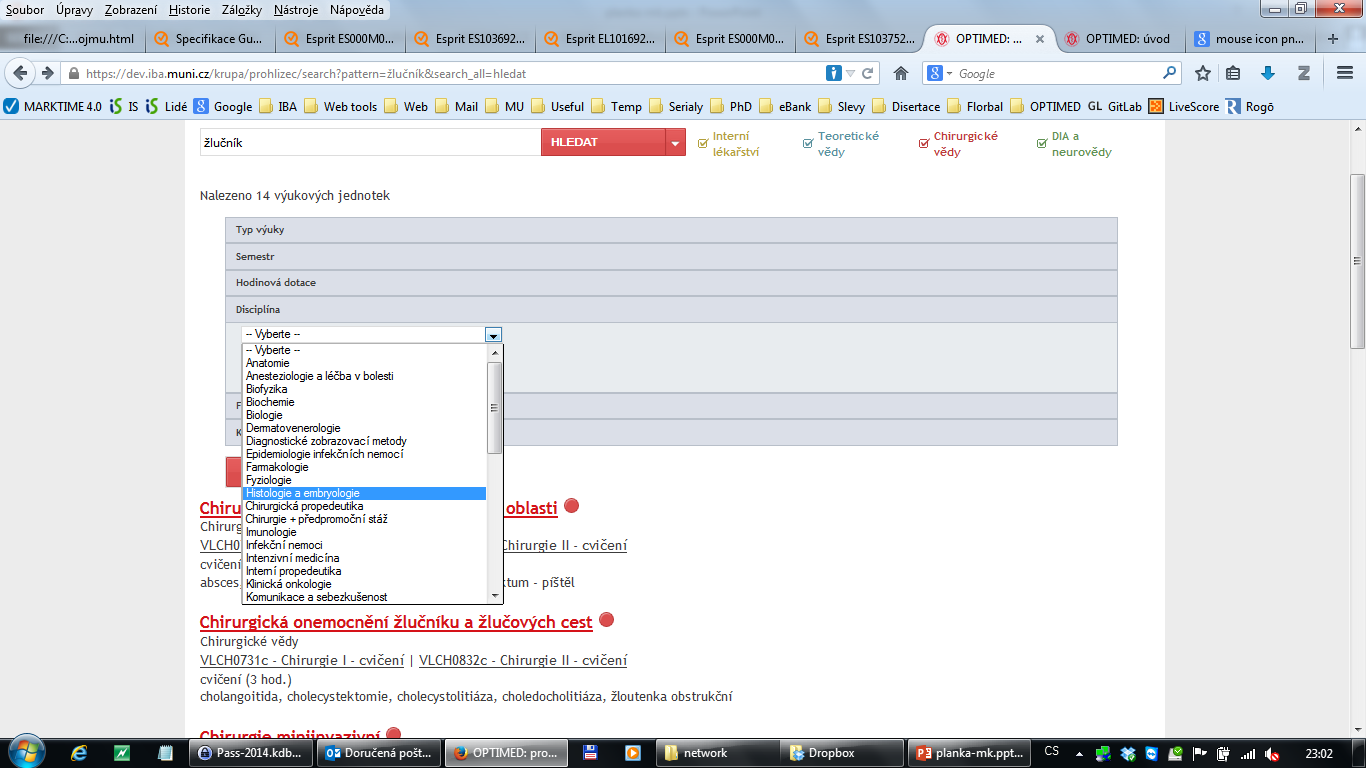 Soubor Úpravy Zobrazení Historie Záložky Nástroje Nápověda
file:///C:...ojmu.html Specifikace Gu... Esprit ES000M0... Esprit ES103692... Esprit EL101692... Esprit ES000M0... Esprit ES103752... OPTIMED: ... OPTIMED: úvod mouse icon pn...
https://dev.iba.muni.cz/krupa/prohlizec/search?pattern=žlučník&search_all=hledat Google
MARKTIME 4.0 IS Lidé Google IBA Web tools Web Mail MU Useful Temp Serialy PhD eBank Slevy Disertace Florbal OPTIMED GL GitLab LiveScore Rogō
žlučník HLEDAT Interní lékařství Teoretické vědy Chirurgické vědy DIA a neurovědy
Nalezeno 14 výukových jednotek
Typ výuky
Semestr
Hodinová dotace
Disciplína
-- Vyberte --
-- Vyberte --
Anatomie
Anesteziologie a léčba v bolesti
Biofyzika
Biochemie
Biologie
Dermatovenerologie
Diagnostické zobrazovací metody
Epidemiologie infekčních nemocí
Farmakologie
Fyziologie
Histologie a embryologie
Chirurgická propedeutika
Chirurgie + předpromoční stáž
Imunologie
Infekční nemoci
Intenzivní medicína
Interní propedeutika
Klinická onkologie
Komunikace a sebezkušenost
F
K
Chiru oblasti
Chirurg
VLCH0 Chirurgie II - cvičení
cvičení
absces, ktum - píštěl
Chirurgická onemocnění žlučníku a žlučových cest
Chirurgické vědy
VLCH0731c - Chirurgie I - cvičení | VLCH0832c - Chirurgie II - cvičení
cvičení (3 hod.)
cholangoitida, cholecystektomie, cholecystolitiáza, choledocholitiáza, žloutenka obstrukční
Chirurgie miniinvazivní
Pass-2014.kdb... Doručená pošt... OPTIMED: pro... network Dropbox planka-mk.ppt... CS 23:02